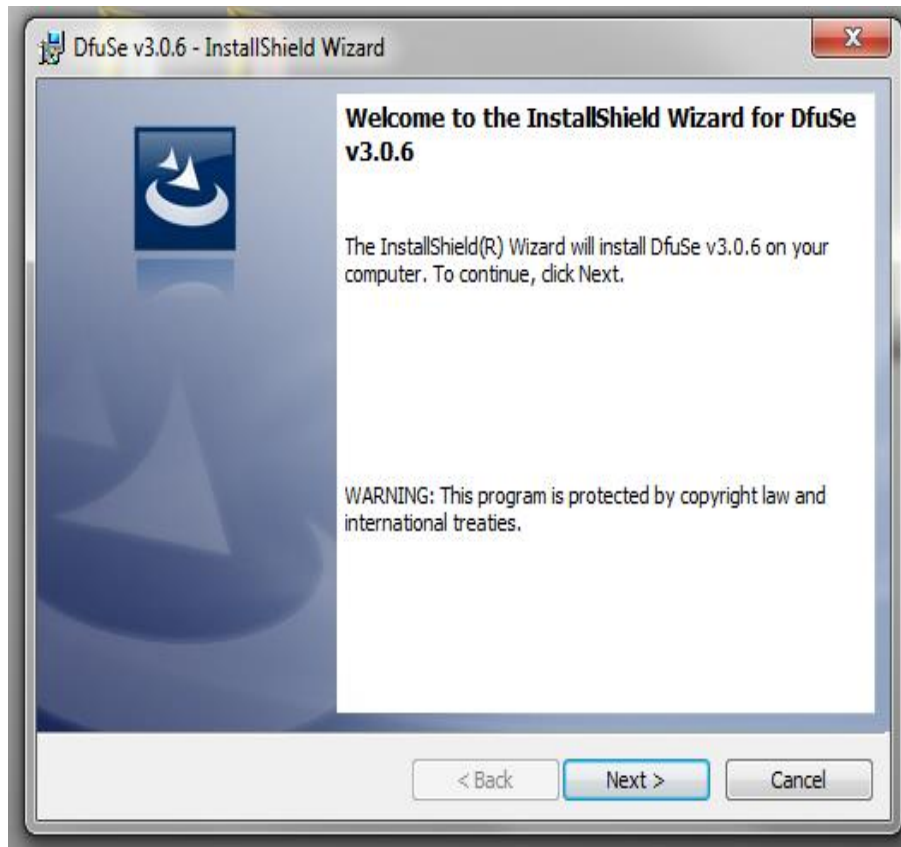 DfuSe v3.0.6 - InstallShield Wizard
Welcome to the InstallShield Wizard for DfuSe
v3.0.6
The InstallShield(R) Wizard will install DfuSe v3.0.6 on your
computer. To continue, click Next.
WARNING: This program is protected by copyright law and
international treaties.
< Back Next > Cancel